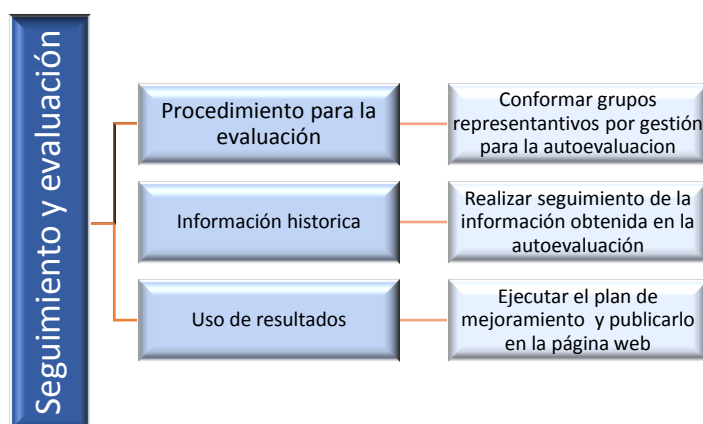 Seguimiento y evaluación
Procedimiento para la
evaluación
Conformar grupos
representantivos por gestión
para la autoevaluacion
Información historica
Realizar seguimiento de la
información obtenida en la
autoevaluación
Uso de resultados
Ejecutar el plan de
mejoramiento y publicarlo
en la página web